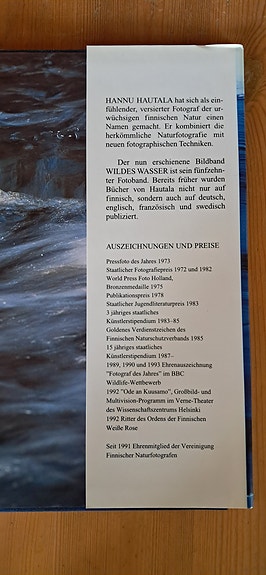 HANNU HAUTALA hat sich als ein-
fühlender, versierter Fotograf der ur-
wüchsigen finnischen Natur einen
Namen gemacht. Er kombiniert die
herkömmliche Naturfotografie mit
neuen fotographischen Techniken.
Der nun erschienene Bildband
WILDES WASSER ist sein fünfzehn-
ter Fotoband. Bereits früher wurden
Bücher von Hautala nicht nur auf
finnisch, sondern auch auf deutsch,
englisch, französisch und swedisch
publiziert.
AUSZEICHNUNGEN UND PREISE
Pressfoto des Jahres 1973
Staatlicher Fotografiepreis 1972 und 1982
World Press Foto Holland,
Bronzemedaille 1975
Publikationspreis 1978
Staatlicher Jugendliteraturpreis 1983
3 jähriges staatliches
Künstlerstipendium 1983–85
Goldenes Verdienstzeichen des
Finnischen Naturschutzverbands 1985
15 jähriges staatliches
Künstlerstipendium 1987–
1989, 1990 und 1993 Ehrenauszeichnung
"Fotograf des Jahres" im BBC
Wildlife-Wettbewerb
1992 "Ode an Kuusamo", Großbild- und
Multivision-Programm im Verne-Theater
des Wissenschaftszentrums Helsinki
1992 Ritter des Ordens der Finnischen
Weiße Rose
Seit 1991 Ehrenmitglied der Vereinigung
Finnischer Naturfotografen